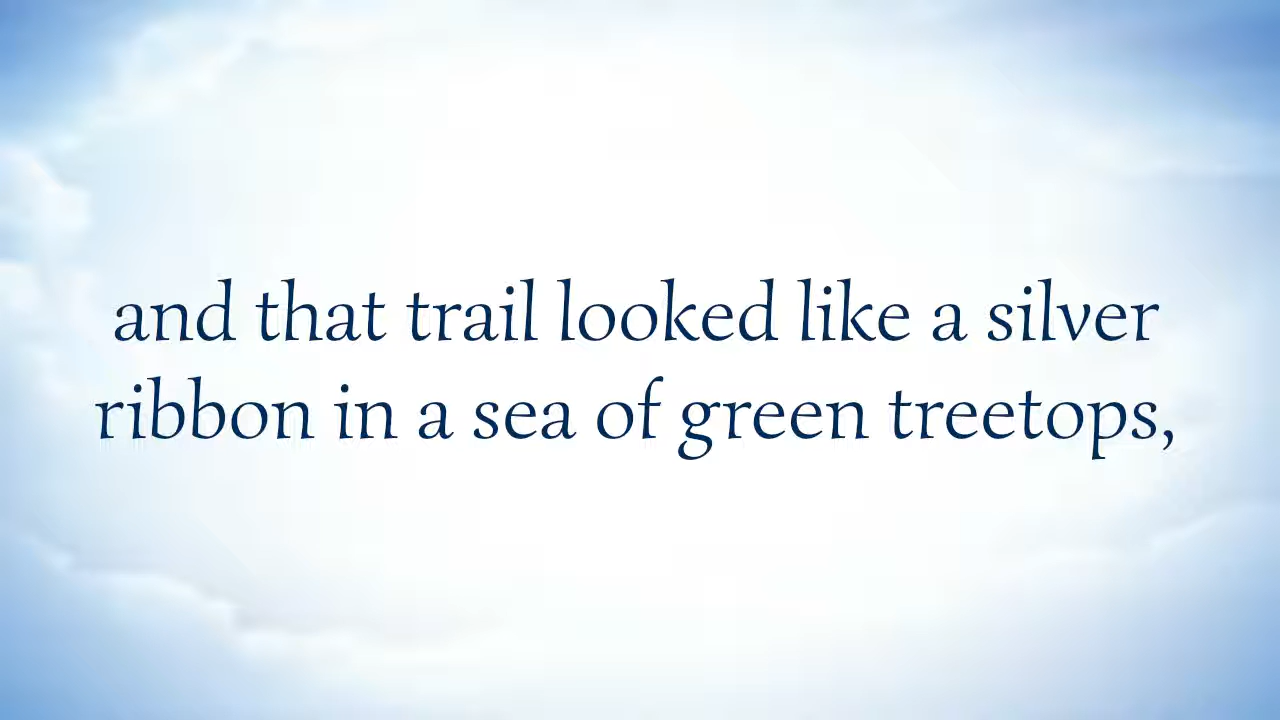 and that trail looked like a silver
ribbon in a sea of green treetops,